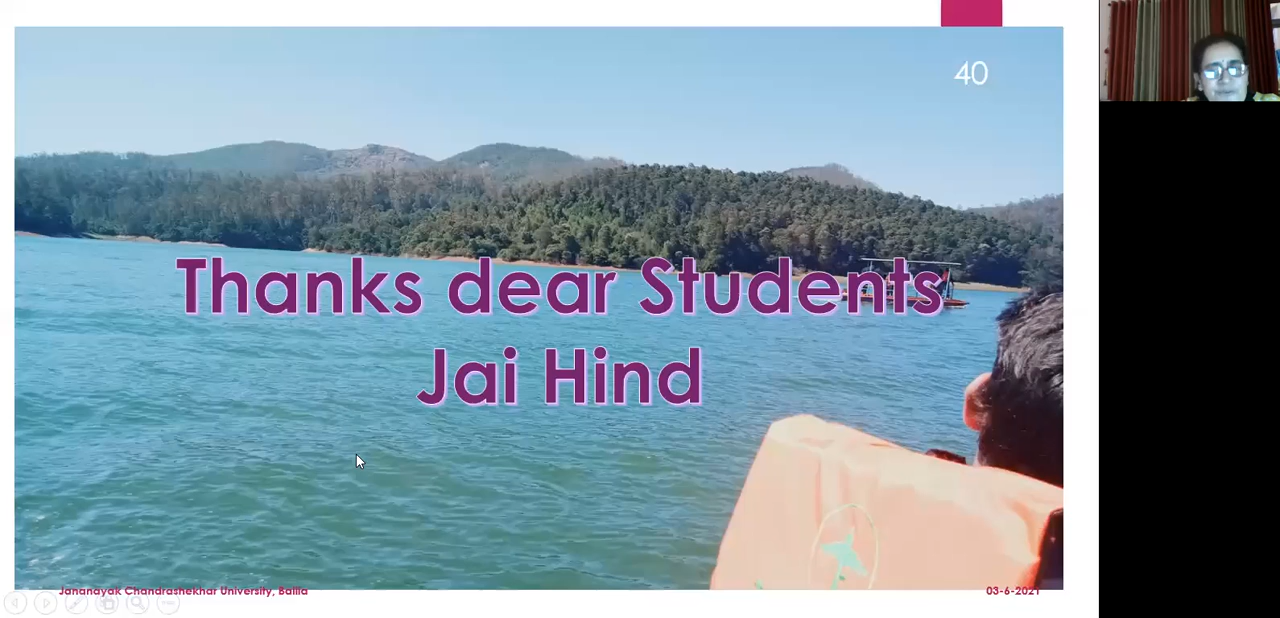 40
Thanks dear Students
Jai Hind
Jananayak Chandrashekhar University, Ballia
03-6-2021